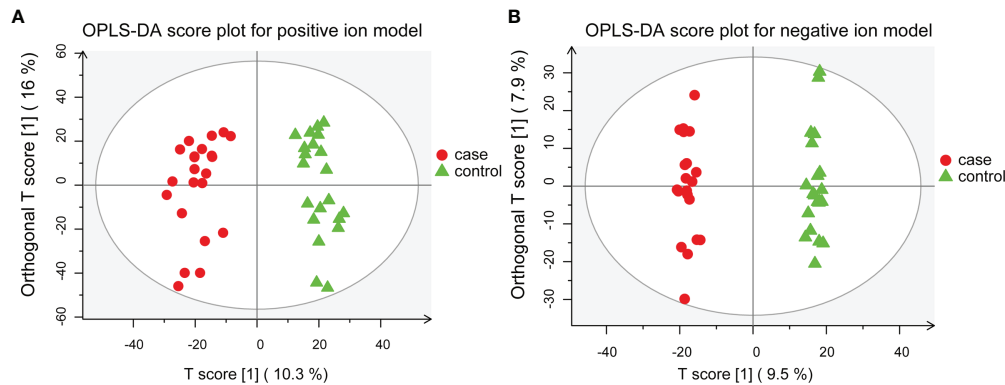 A
OPLS-DA score plot for positive ion model
Orthogonal T score [1] ( 16 %)
60
40
20
0
-20
-40
-60
-40
-20
0
20
40
T score [1] ( 10.3 %)
case
control
B
OPLS-DA score plot for negative ion model
Orthogonal T score [1] ( 7.9 %)
30
20
10
0
-10
-20
-30
-40
-20
0
20
40
T score [1] ( 9.5 %)
case
control